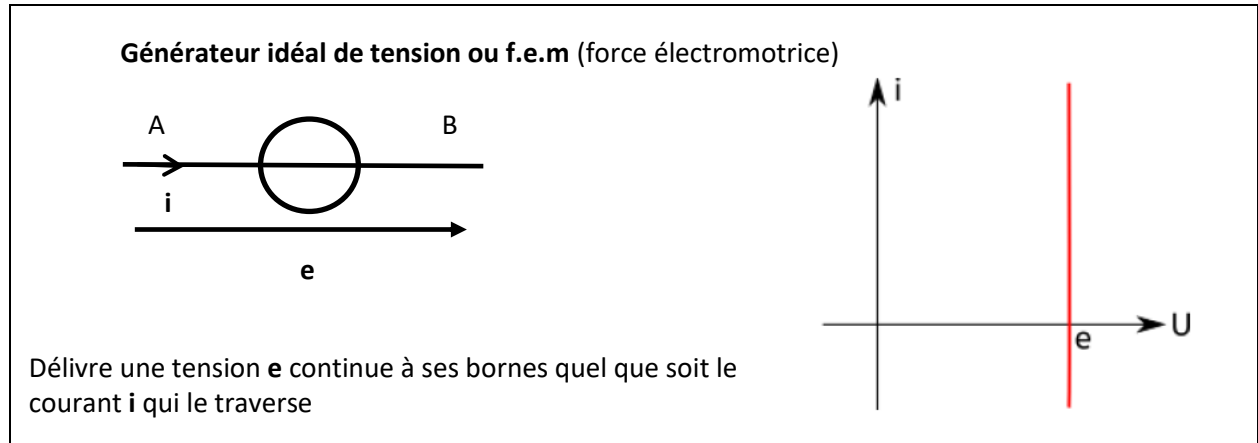 Générateur idéal de tension ou f.e.m (force électromotrice)
i
A B
i
e
U
e
Délivre une tension e continue à ses bornes quel que soit le
courant i qui le traverse